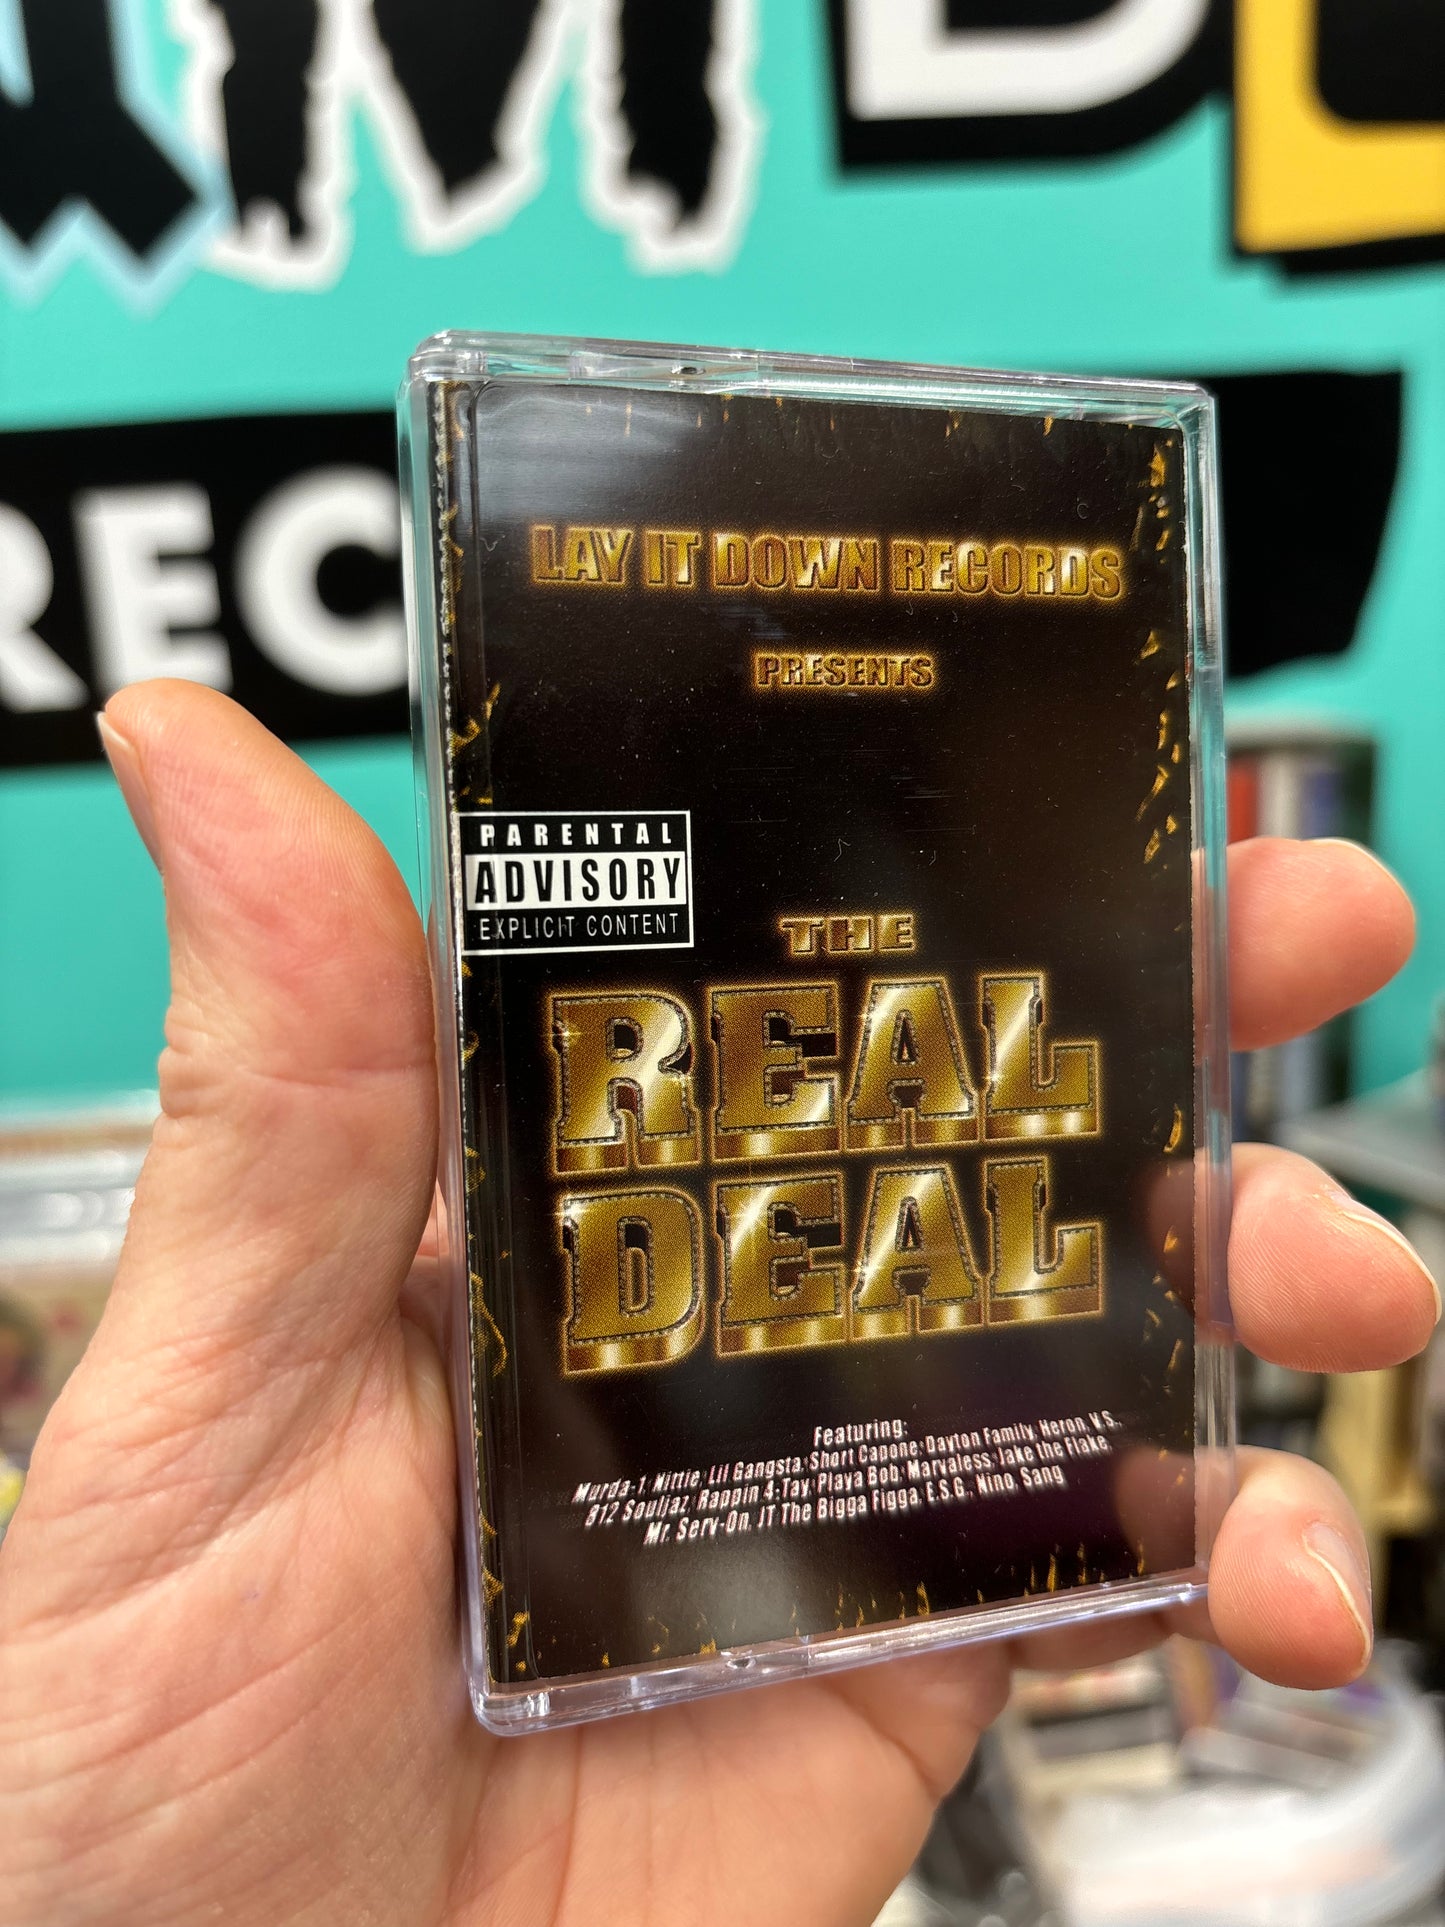 REC
LAY IT DOWN RECORDS
PRESENTS
PARENTAL
ADVISORY
EXPLICIT CONTENT
THE
REAL
DEAL
Featuring:
Murda-1, Nittie, Lil Gangsta, Short Capone, Dayton Family, Heron, V.S.,
812 Souljaz, Rappin 4-Tay, Playa Bob, Marvaless, Jake the Flake,
Mr. Serv-On, JT The Bigga Figga, E.S.G., Nino, Sang